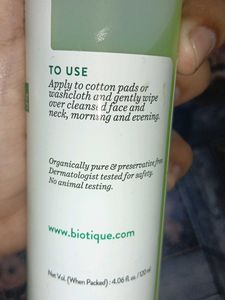 TO USE
Apply to cotton pads or
washcloth and gently wipe
over cleansed face and
neck, morning and evening.
Organically pure & preservative free.
Dermatologist tested for safety.
No animal testing.
www.biotique.com
Net Vol. (When Packed) : 4.06 fl. oz / 120 ml